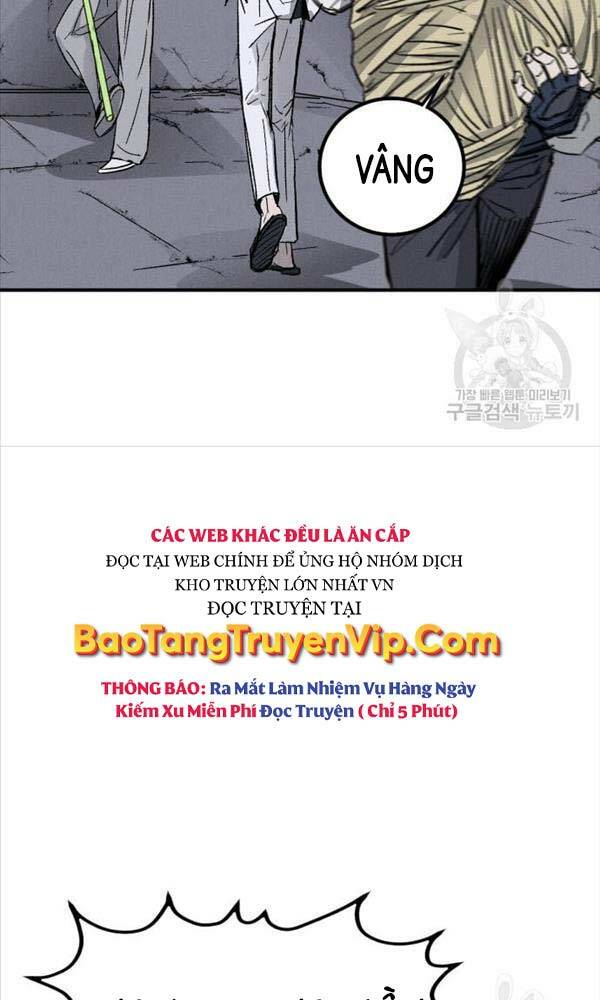 VÂNG
가장 빠른 웹툰 미리보기
구글검색 뉴토끼
CÁC WEB KHÁC ĐỀU LÀ ĂN CẮP
ĐỌC TẠI WEB CHÍNH ĐỂ ỦNG HỘ NHÓM DỊCH
KHO TRUYỆN LỚN NHẤT VN
ĐỌC TRUYỆN TẠI
BaoTangTruyenVip.Com
THÔNG BÁO: Ra Mắt Làm Nhiệm Vụ Hàng Ngày
Kiếm Xu Miễn Phí Đọc Truyện ( Chỉ 5 Phút)